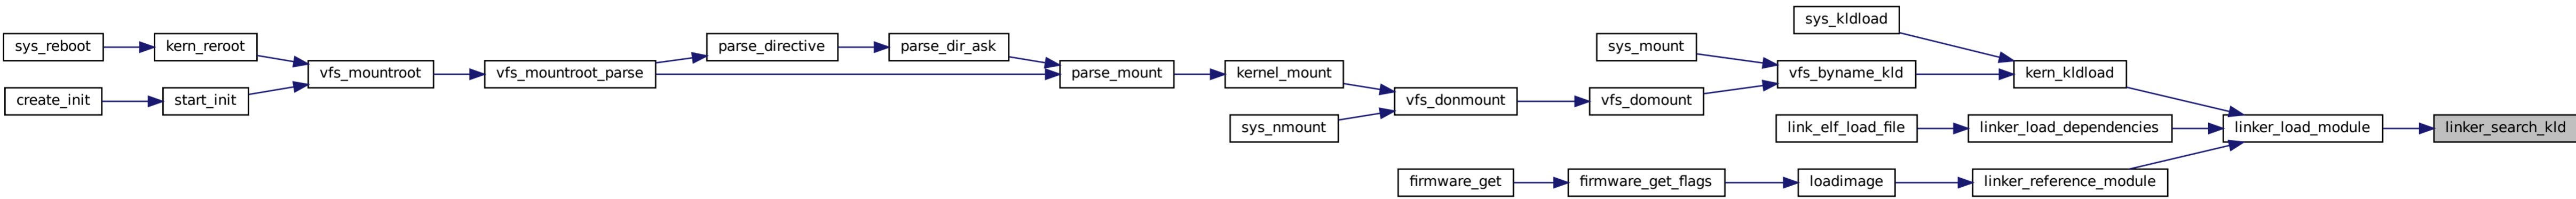 sys_kldload
sys_reboot
kern_reroot
parse_directive
parse_dir_ask
sys_mount
vfs_mountroot
vfs_mountroot_parse
parse_mount
kernel_mount
vfs_byname_kld
kern_kldload
create_init
start_init
vfs_donmount
vfs_domount
sys_nmount
link_elf_load_file
linker_load_dependencies
linker_load_module
linker_search_kld
firmware_get
firmware_get_flags
loadimage
linker_reference_module